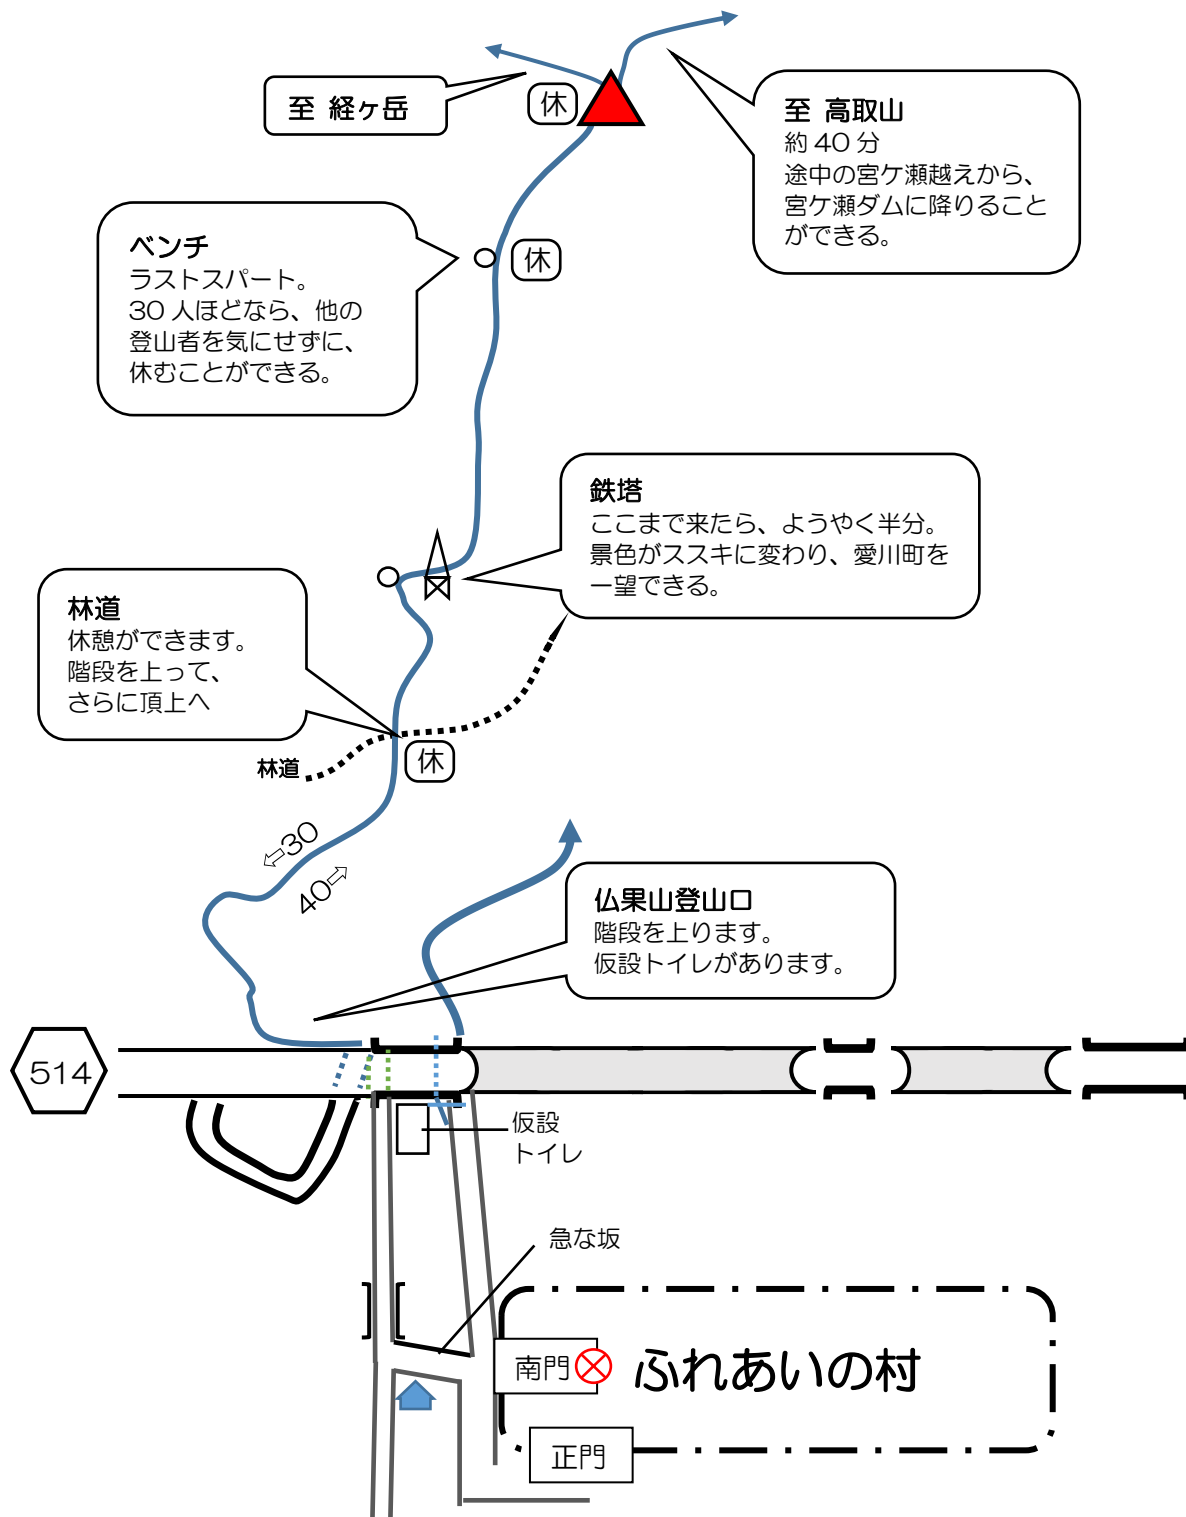 至 経ヶ岳
休
至 高取山
約 40 分
途中の宮ケ瀬越えから、
宮ケ瀬ダムに降りること
ができる。
ベンチ
ラストスパート。
30 人ほどなら、他の
登山者を気にせずに、
休むことができる。
休
鉄塔
ここまで来たら、ようやく半分。
景色がススキに変わり、愛川町を
一望できる。
林道
休憩ができます。
階段を上って、
さらに頂上へ
林道
休
⇦30
40⇨
仏果山登山口
階段を上ります。
仮設トイレがあります。
514
仮設
トイレ
急な坂
南門
ふれあいの村
正門